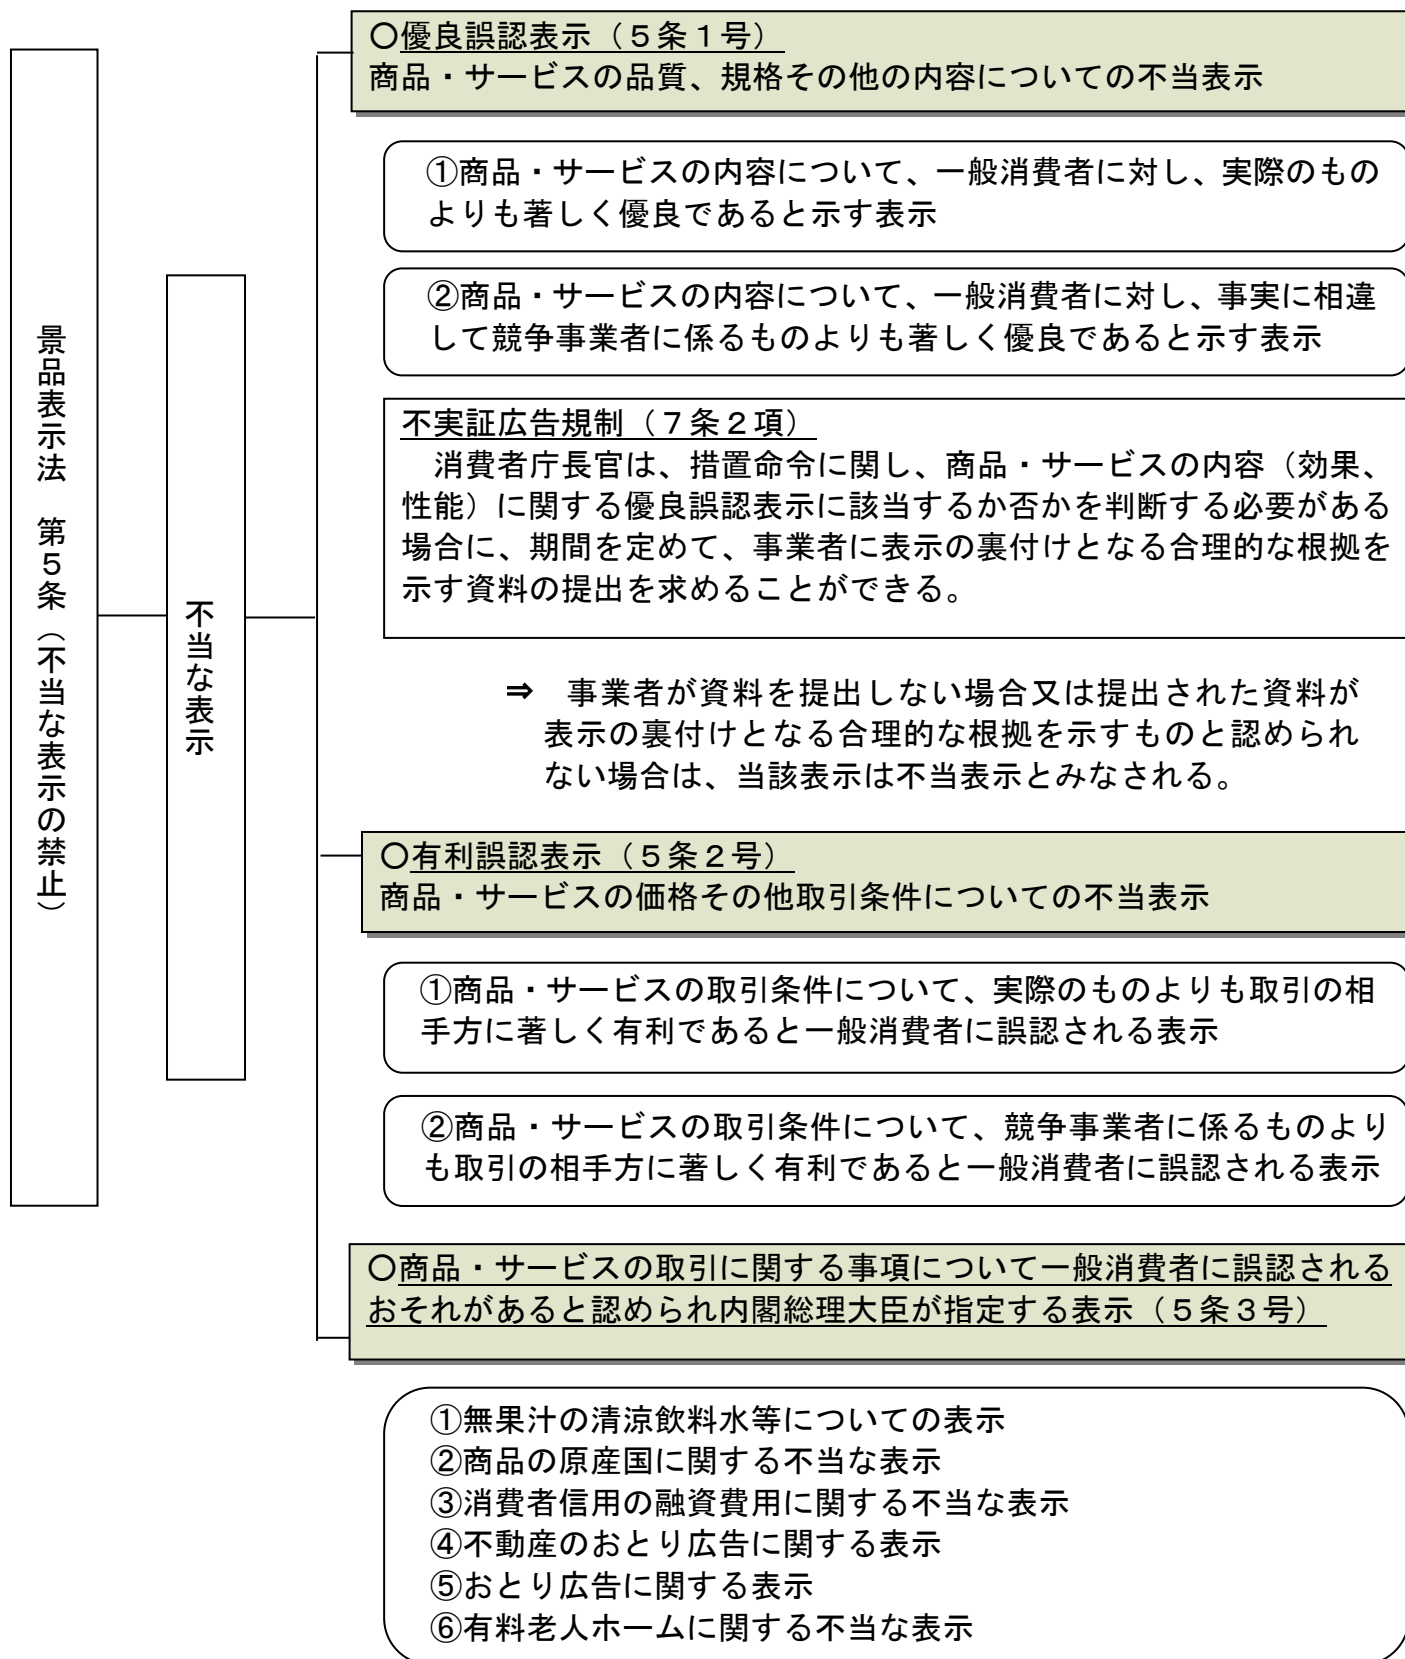 景品表示法　第５条（不当な表示の禁止）
不当な表示
○優良誤認表示（５条１号）
商品・サービスの品質、規格その他の内容についての不当表示
①商品・サービスの内容について、一般消費者に対し、実際のもの
よりも著しく優良であると示す表示
②商品・サービスの内容について、一般消費者に対し、事実に相違
して競争事業者に係るものよりも著しく優良であると示す表示
不実証広告規制（７条２項）
消費者庁長官は、措置命令に関し、商品・サービスの内容（効果、
性能）に関する優良誤認表示に該当するか否かを判断する必要がある
場合に、期間を定めて、事業者に表示の裏付けとなる合理的な根拠を
示す資料の提出を求めることができる。
⇒　事業者が資料を提出しない場合又は提出された資料が
表示の裏付けとなる合理的な根拠を示すものと認められ
ない場合は、当該表示は不当表示とみなされる。
○有利誤認表示（５条２号）
商品・サービスの価格その他取引条件についての不当表示
①商品・サービスの取引条件について、実際のものよりも取引の相
手方に著しく有利であると一般消費者に誤認される表示
②商品・サービスの取引条件について、競争事業者に係るものより
も取引の相手方に著しく有利であると一般消費者に誤認される表示
○商品・サービスの取引に関する事項について一般消費者に誤認される
おそれがあると認められ内閣総理大臣が指定する表示（５条３号）
①無果汁の清涼飲料水等についての表示
②商品の原産国に関する不当な表示
③消費者信用の融資費用に関する不当な表示
④不動産のおとり広告に関する表示
⑤おとり広告に関する表示
⑥有料老人ホームに関する不当な表示